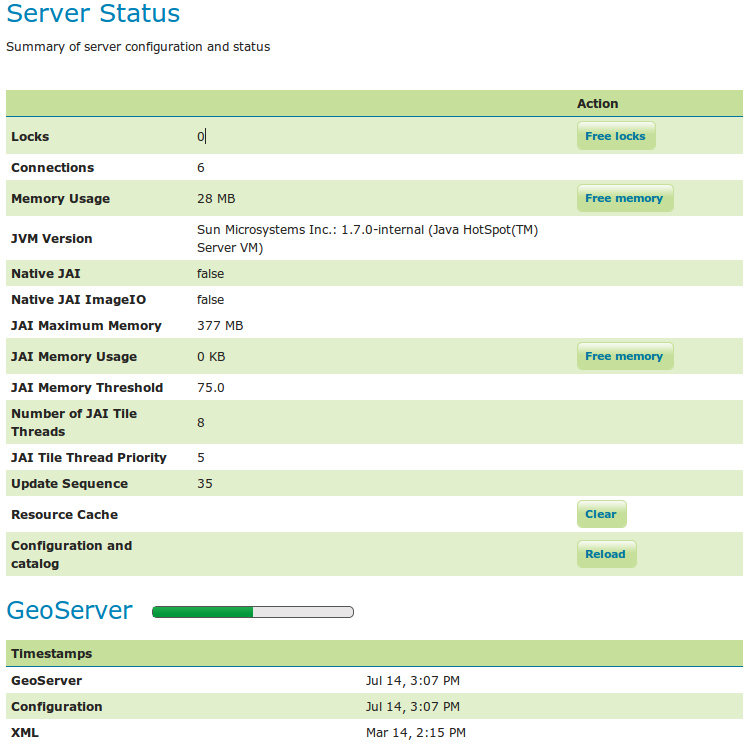 Server Status
Summary of server configuration and status
Action
Locks 0 Free locks
Connections 6
Memory Usage 28 MB Free memory
JVM Version Sun Microsystems Inc.: 1.7.0-internal (Java HotSpot(TM)
Server VM)
Native JAI false
Native JAI ImageIO false
JAI Maximum Memory 377 MB
JAI Memory Usage 0 KB Free memory
JAI Memory Threshold 75.0
Number of JAI Tile
Threads 8
JAI Tile Thread Priority 5
Update Sequence 35
Resource Cache Clear
Configuration and
catalog Reload
GeoServer
Timestamps
GeoServer Jul 14, 3:07 PM
Configuration Jul 14, 3:07 PM
XML Mar 14, 2:15 PM